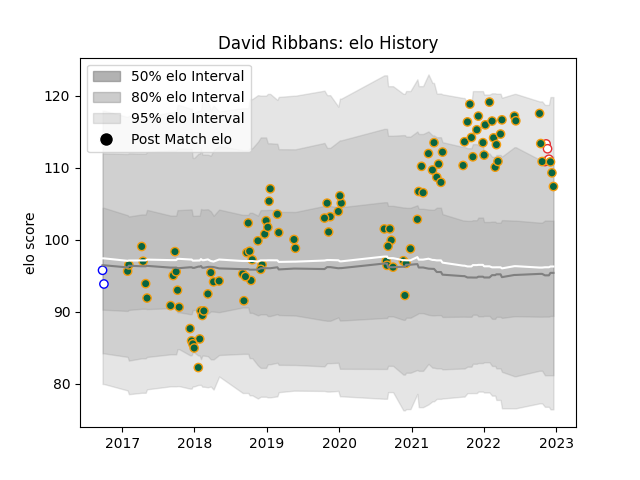 David Ribbans: elo History
50% elo Interval
80% elo Interval
95% elo Interval
Post Match elo
elo score
120
110
100
90
80
2017 2018 2019 2020 2021 2022 2023